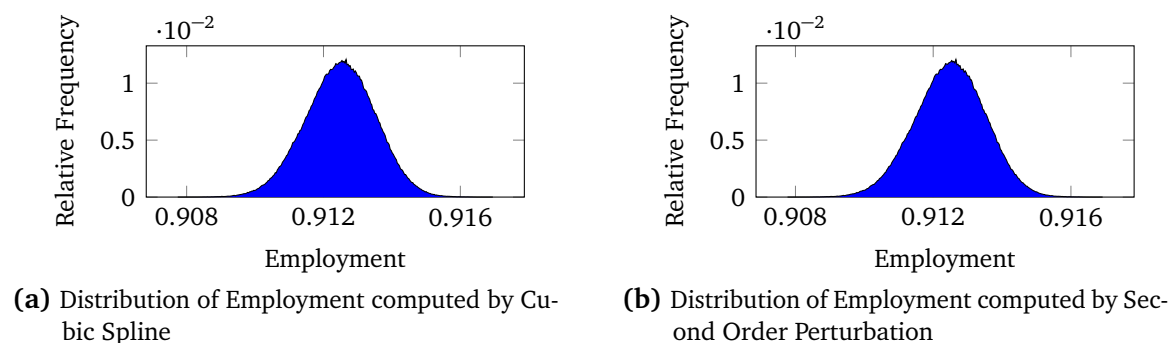 ·10⁻²
Relative Frequency
1
0.5
0
0.908
0.912
0.916
Employment
(a) Distribution of Employment computed by Cu-
bic Spline
·10⁻²
Relative Frequency
1
0.5
0
0.908
0.912
0.916
Employment
(b) Distribution of Employment computed by Sec-
ond Order Perturbation